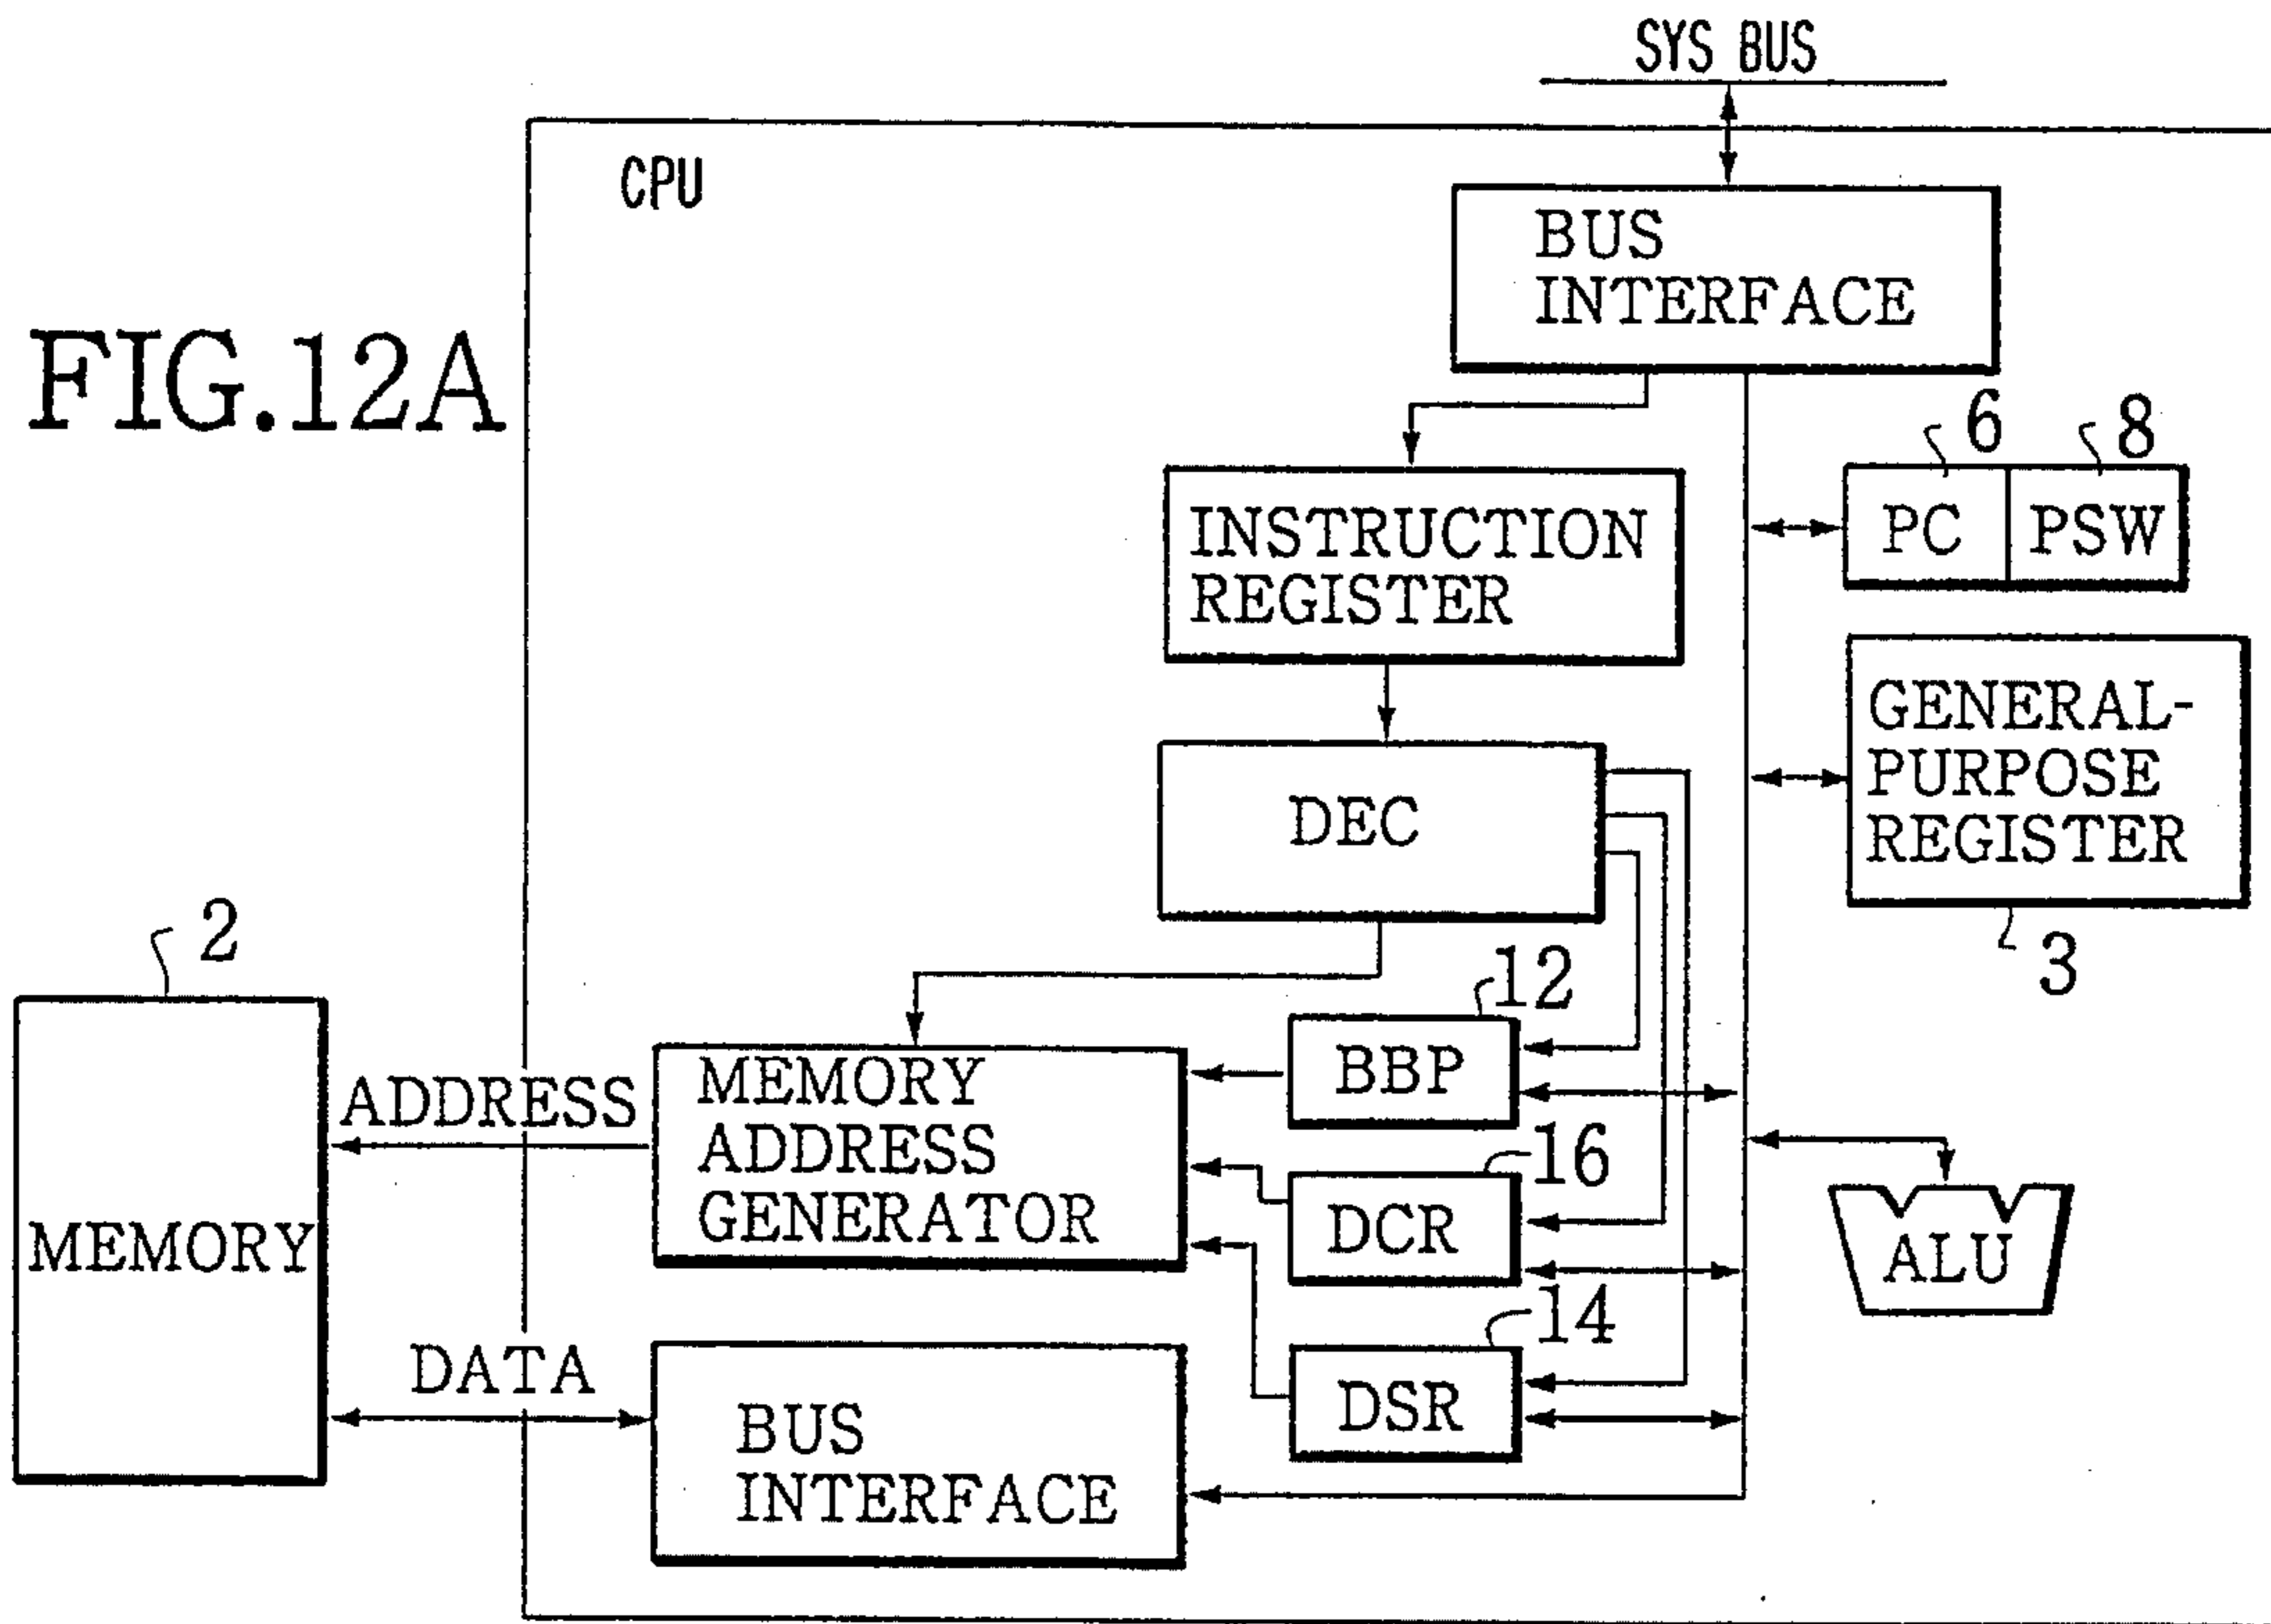 SYS BUS
CPU
BUS
INTERFACE
FIG.12A
6
8
INSTRUCTION
REGISTER
PC
PSW
GENERAL-
PURPOSE
REGISTER
DEC
3
2
12
MEMORY
ADDRESS
GENERATOR
BBP
ADDRESS
16
DCR
MEMORY
ALU
14
DATA
DSR
BUS
INTERFACE